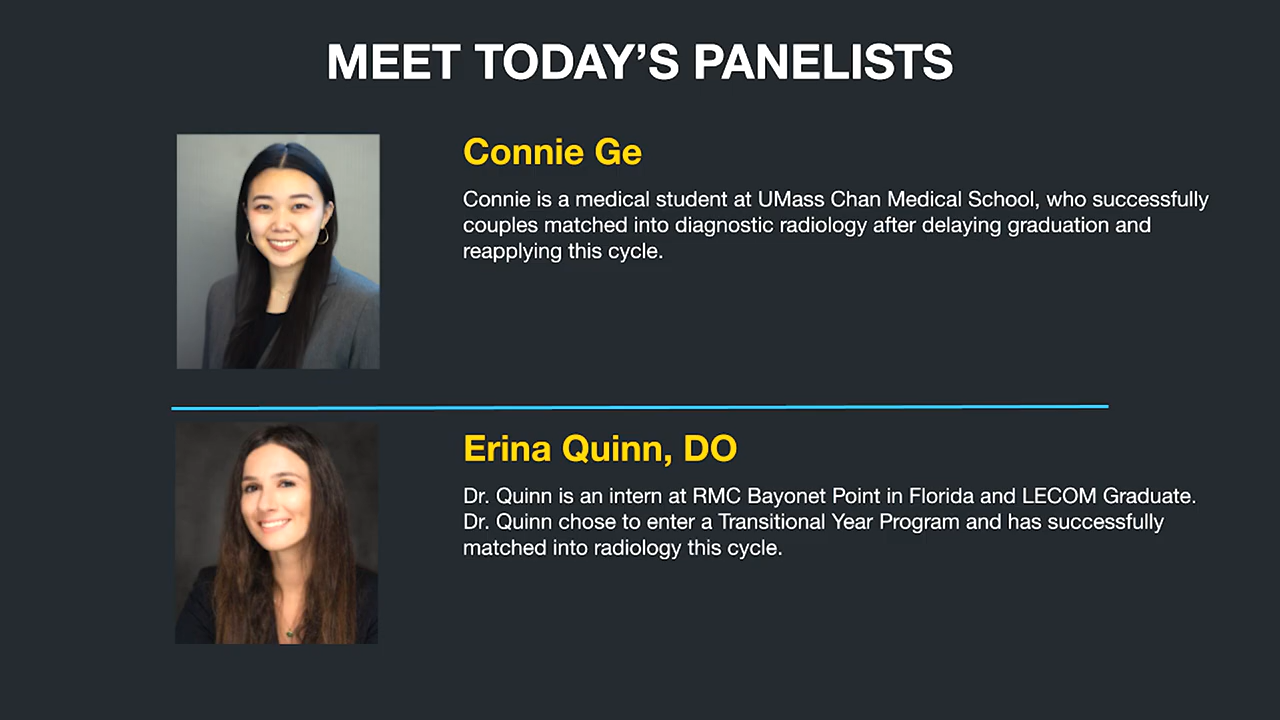 MEET TODAY’S PANELISTS
Connie Ge
Connie is a medical student at UMass Chan Medical School, who successfully
couples matched into diagnostic radiology after delaying graduation and
reapplying this cycle.
Erina Quinn, DO
Dr. Quinn is an intern at RMC Bayonet Point in Florida and LECOM Graduate.
Dr. Quinn chose to enter a Transitional Year Program and has successfully
matched into radiology this cycle.